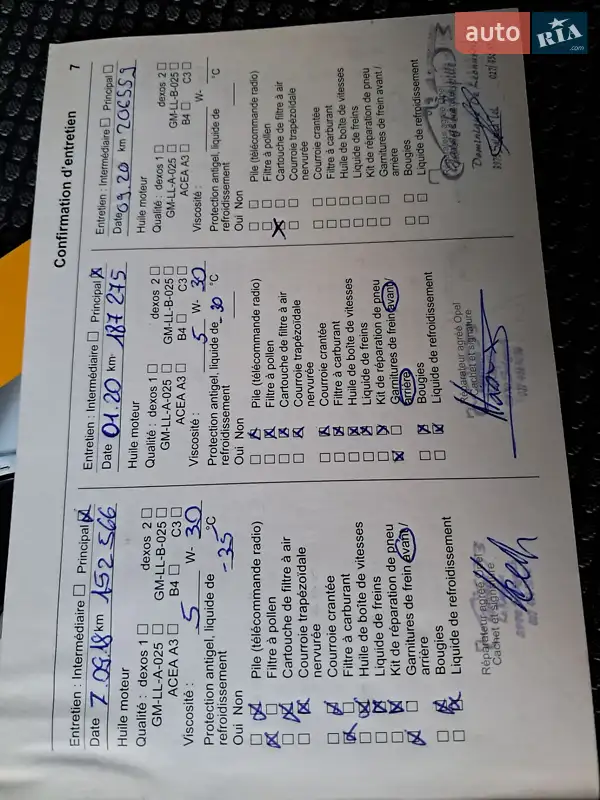 auto RIA .com
Confirmation d'entretien
7
Entretien : Intermédiaire Principal
Date 7.09.18 km 152 566
Huile moteur
Qualité : dexos 1 dexos 2
GM-LL-A-025 GM-LL-B-025
ACEA A3 B4 C3
Viscosité : 5 W- 30
Protection antigel, liquide de
refroidissement -35 °C
Oui Non
Pile (télécommande radio)
Filtre à pollen
Cartouche de filtre à air
Courroie trapézoïdale
nervurée
Courroie crantée
Filtre à carburant
Huile de boîte de vitesses
Liquide de freins
Kit de réparation de pneu
Garnitures de frein avant /
arrière
Bougies
Liquide de refroidissement
Réparateur agréé Opel
Cachet et signature
Entretien : Intermédiaire Principal
Date 01.20 km 187 275
Huile moteur
Qualité : dexos 1 dexos 2
GM-LL-A-025 GM-LL-B-025
ACEA A3 B4 C3
Viscosité : 5 W- 30
Protection antigel, liquide de
refroidissement -30 °C
Oui Non
Pile (télécommande radio)
Filtre à pollen
Cartouche de filtre à air
Courroie trapézoïdale
nervurée
Courroie crantée
Filtre à carburant
Huile de boîte de vitesses
Liquide de freins
Kit de réparation de pneu
Garnitures de frein avant /
arrière
Bougies
Liquide de refroidissement
Réparateur agréé Opel
Cachet et signature
Entretien : Intermédiaire Principal
Date 09.20 km 206559
Huile moteur
Qualité : dexos 1 dexos 2
GM-LL-A-025 GM-LL-B-025
ACEA A3 B4 C3
Viscosité : W-
Protection antigel, liquide de
refroidissement °C
Oui Non
Pile (télécommande radio)
Filtre à pollen
Cartouche de filtre à air
Courroie trapézoïdale
nervurée
Courroie crantée
Filtre à carburant
Huile de boîte de vitesses
Liquide de freins
Kit de réparation de pneu
Garnitures de frein avant /
arrière
Bougies
Liquide de refroidissement